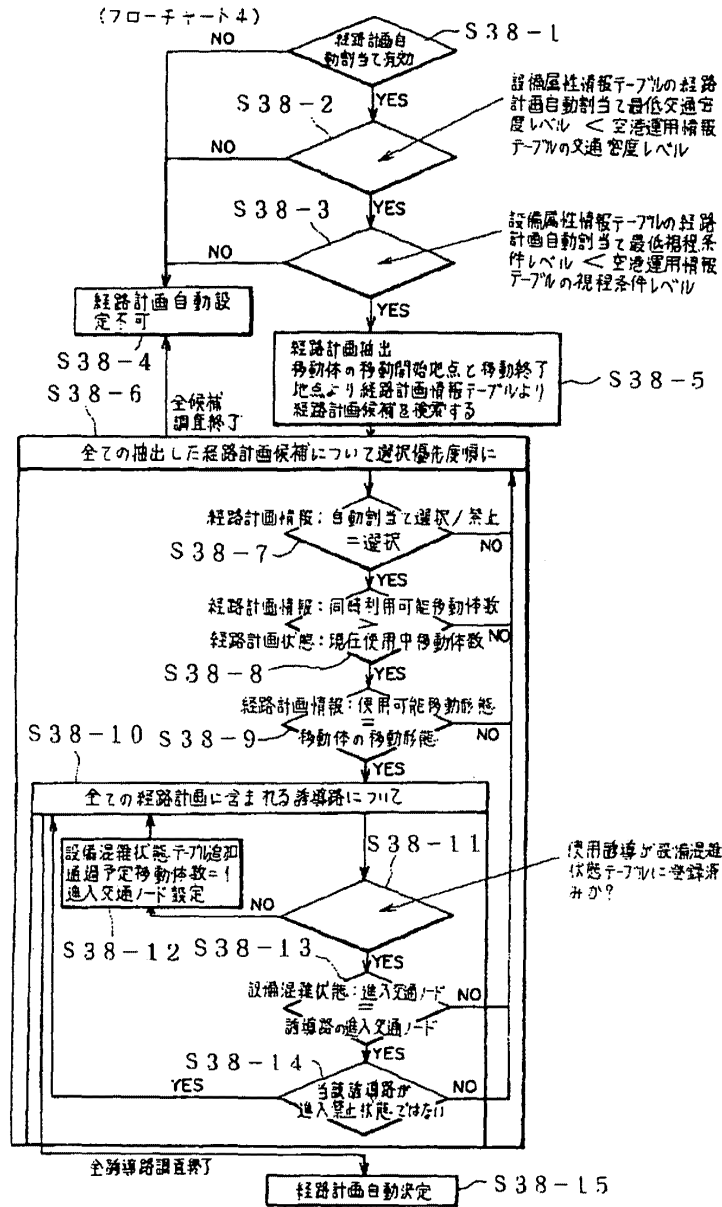 (フローチャート4)
経路計画自
動割当て有効
S38-1
NO
YES
S38-2
設備属性情報テーブルの経路
計画自動割当て最低交通密
度レベル < 空港運用情報
テーブルの交通密度レベル
NO
YES
S38-3
設備属性情報テーブルの経路
計画自動割当て最低視程条
件レベル < 空港運用情報
テーブルの視程条件レベル
NO
YES
経路計画自動設
定不可
S38-4
経路計画抽出
移動体の移動開始地点と移動終了
地点より経路計画情報テーブルより
経路計画候補を検索する
S38-5
S38-6
全候補
調査終了
全ての抽出した経路計画候補について選択優先度順に
経路計画情報:自動割当て選択/禁止
=選択
S38-7
NO
YES
経路計画情報:同時利用可能移動体数
>
経路計画状態:現在使用中移動体数
NO
S38-8
YES
経路計画情報:使用可能移動形態
=
移動体の移動形態
S38-10
S38-9
NO
YES
全ての経路計画に含まれる誘導路について
設備混雑状態テーブル追加
通過予定移動体数=1
進入交通ノード設定
S38-11
使用誘導が設備混雑
状態テーブルに登録済
みか?
NO
S38-12
S38-13
YES
設備混雑状態:進入交通ノード
=
誘導路の進入交通ノード
NO
S38-14
YES
当該誘導路が
進入禁止状態ではない
YES
NO
全誘導路調査終了
経路計画自動決定
S38-15